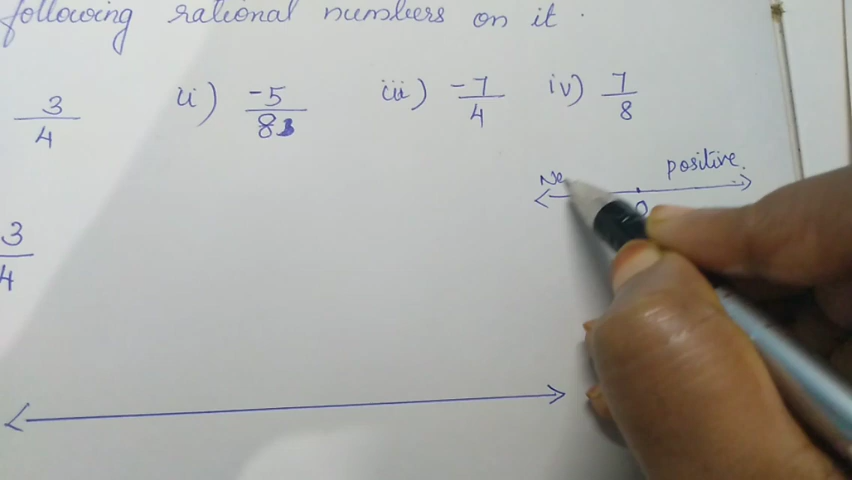 following rational numbers on it.
3/4 ii) -5/8 iii) -7/4 iv) 7/8
Ne positive.
0
3/4